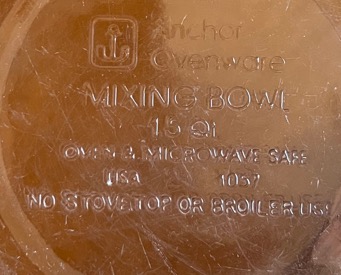 Anchor
Ovenware
MIXING BOWL
1.5 Qt
OVEN & MICROWAVE SAFE
USA 1057
NO STOVETOP OR BROILER USE